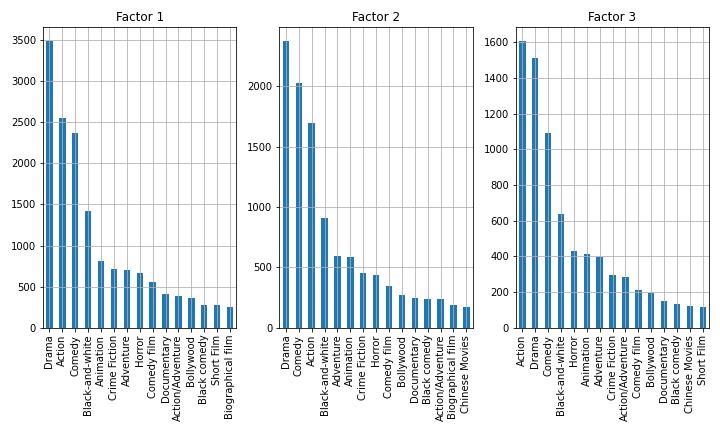 Factor 1
3500
3000
2500
2000
1500
1000
500
0
Drama
Action
Comedy
Black-and-white
Animation
Crime Fiction
Adventure
Horror
Comedy film
Documentary
Action/Adventure
Bollywood
Black comedy
Short Film
Biographical film
Factor 2
2000
1500
1000
500
0
Drama
Comedy
Action
Black-and-white
Adventure
Animation
Crime Fiction
Horror
Comedy film
Bollywood
Documentary
Black comedy
Action/Adventure
Biographical film
Chinese Movies
Factor 3
1600
1400
1200
1000
800
600
400
200
0
Action
Drama
Comedy
Black-and-white
Horror
Animation
Adventure
Crime Fiction
Action/Adventure
Comedy film
Bollywood
Documentary
Black comedy
Chinese Movies
Short Film